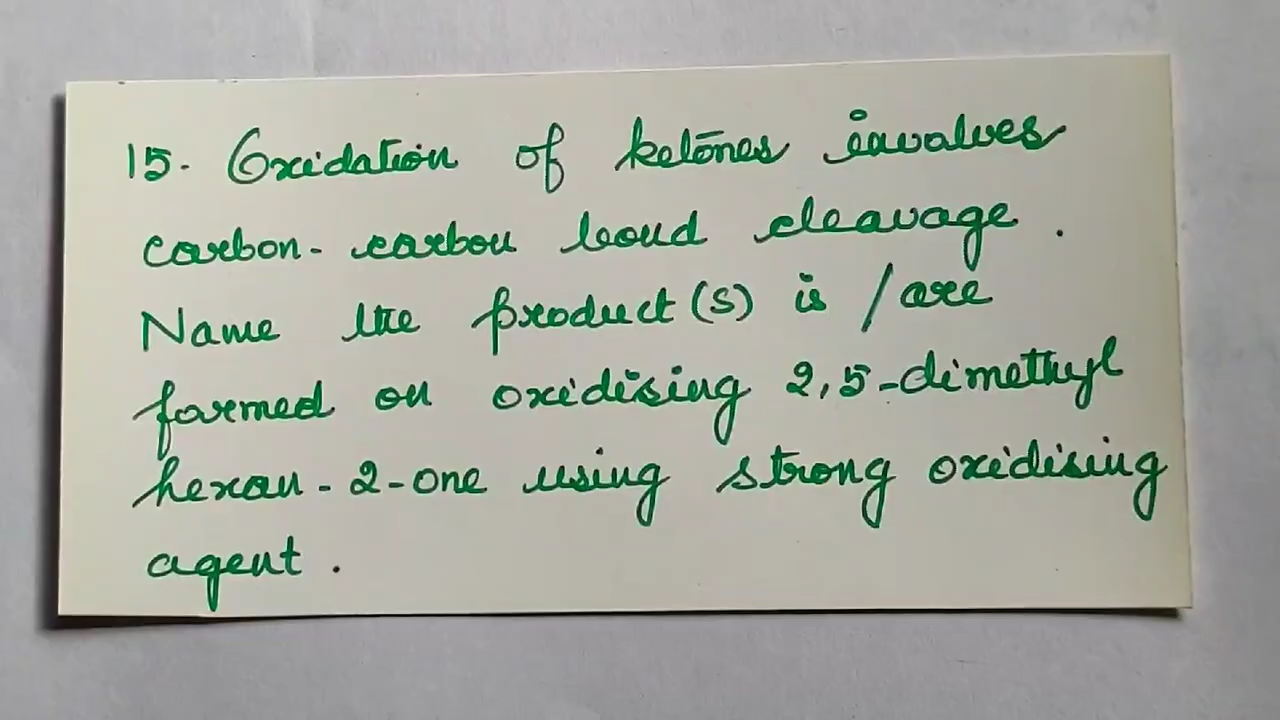 15. Oxidation of ketones involves
carbon-carbon bond cleavage.
Name the product(s) is/are
formed on oxidising 2,5-dimethyl
hexan-2-one using strong oxidising
agent.